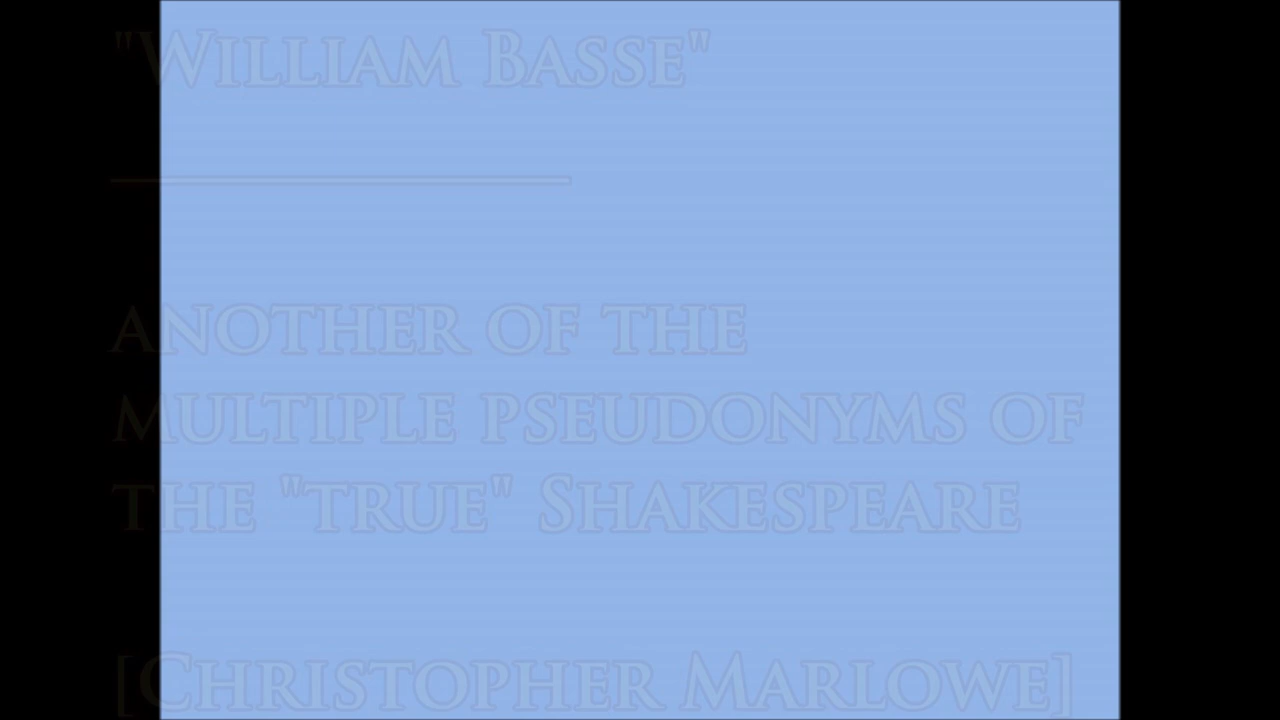 "William Basse"
another of the
multiple pseudonyms of
the "true" Shakespeare
[Christopher Marlowe]